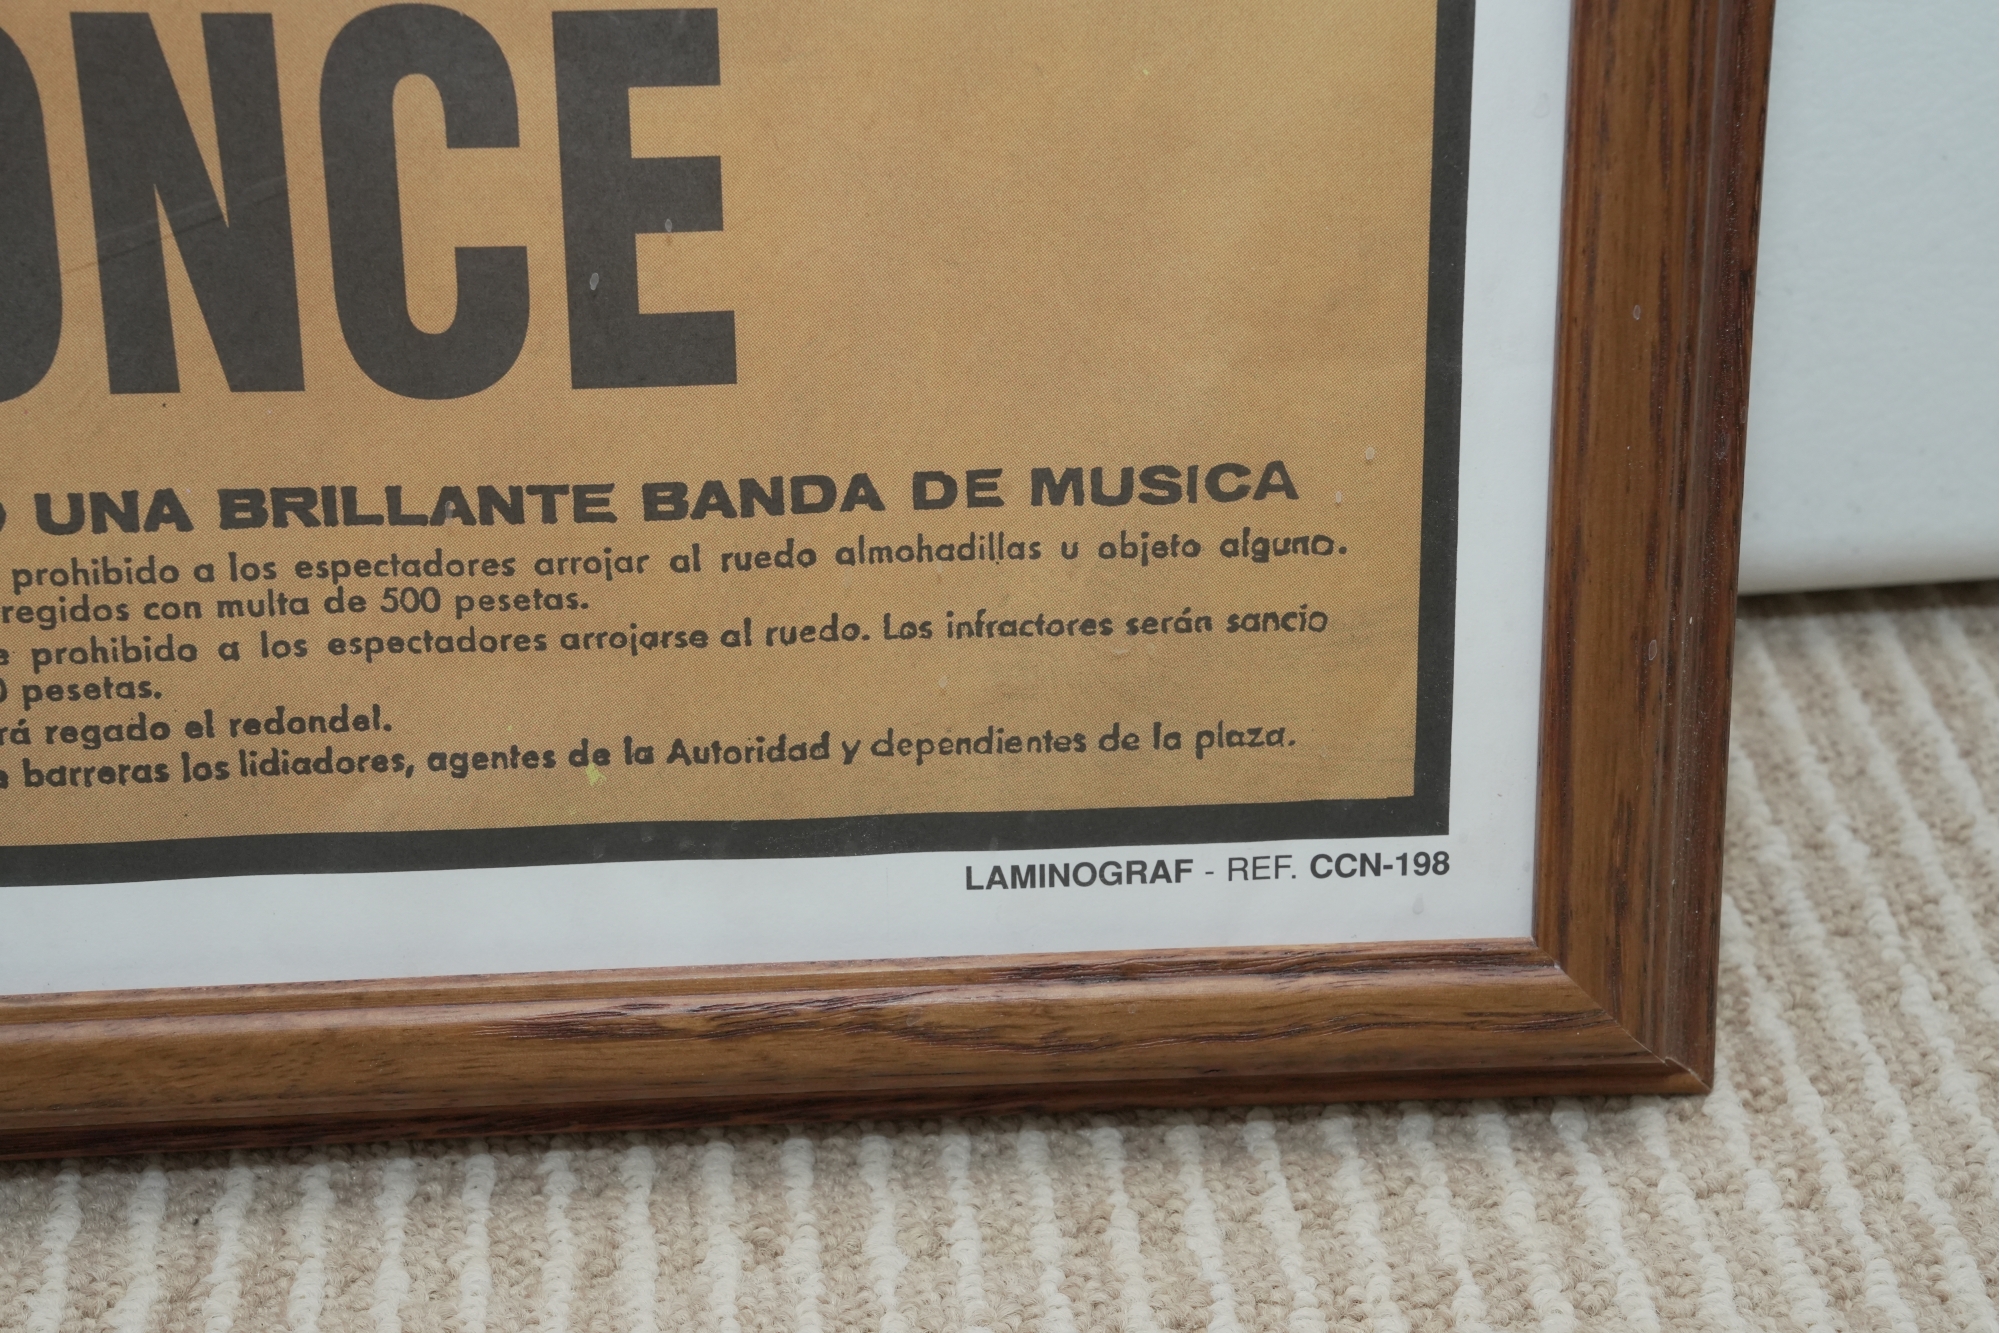 ONCE
UNA BRILLANTE BANDA DE MUSICA
prohibido a los espectadores arrojar al ruedo almohadillas u objeto alguno.
regidos con multa de 500 pesetas.
prohibido a los espectadores arrojarse al ruedo. Los infractores serán sancio
pesetas.
rá regado el redondel.
barreras los lidiadores, agentes de la Autoridad y dependientes de la plaza.
LAMINOGRAF - REF. CCN-198